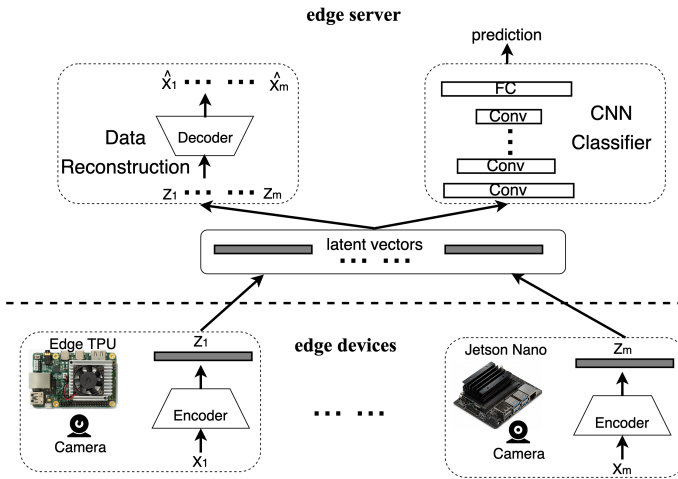 edge server
prediction
X̂1 ▪▪▪▪ ▪▪▪▪ X̂m
Data
Reconstruction
Decoder
Z1 ▪▪▪▪ ▪▪▪▪ Zm
FC
Conv
Conv
Conv
CNN
Classifier
latent vectors
edge devices
Edge TPU
Z1
Encoder
Camera
X1
Jetson Nano
Zm
Encoder
Camera
Xm